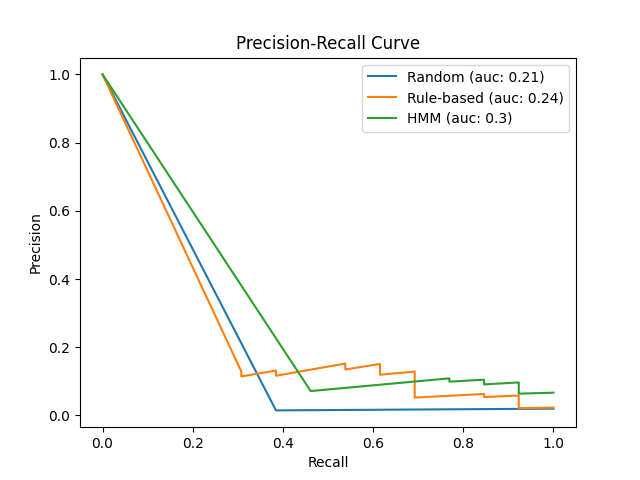 Precision-Recall Curve
Random (auc: 0.21)
Rule-based (auc: 0.24)
HMM (auc: 0.3)
1.0
0.8
0.6
0.4
0.2
0.0
Precision
0.0 0.2 0.4 0.6 0.8 1.0
Recall